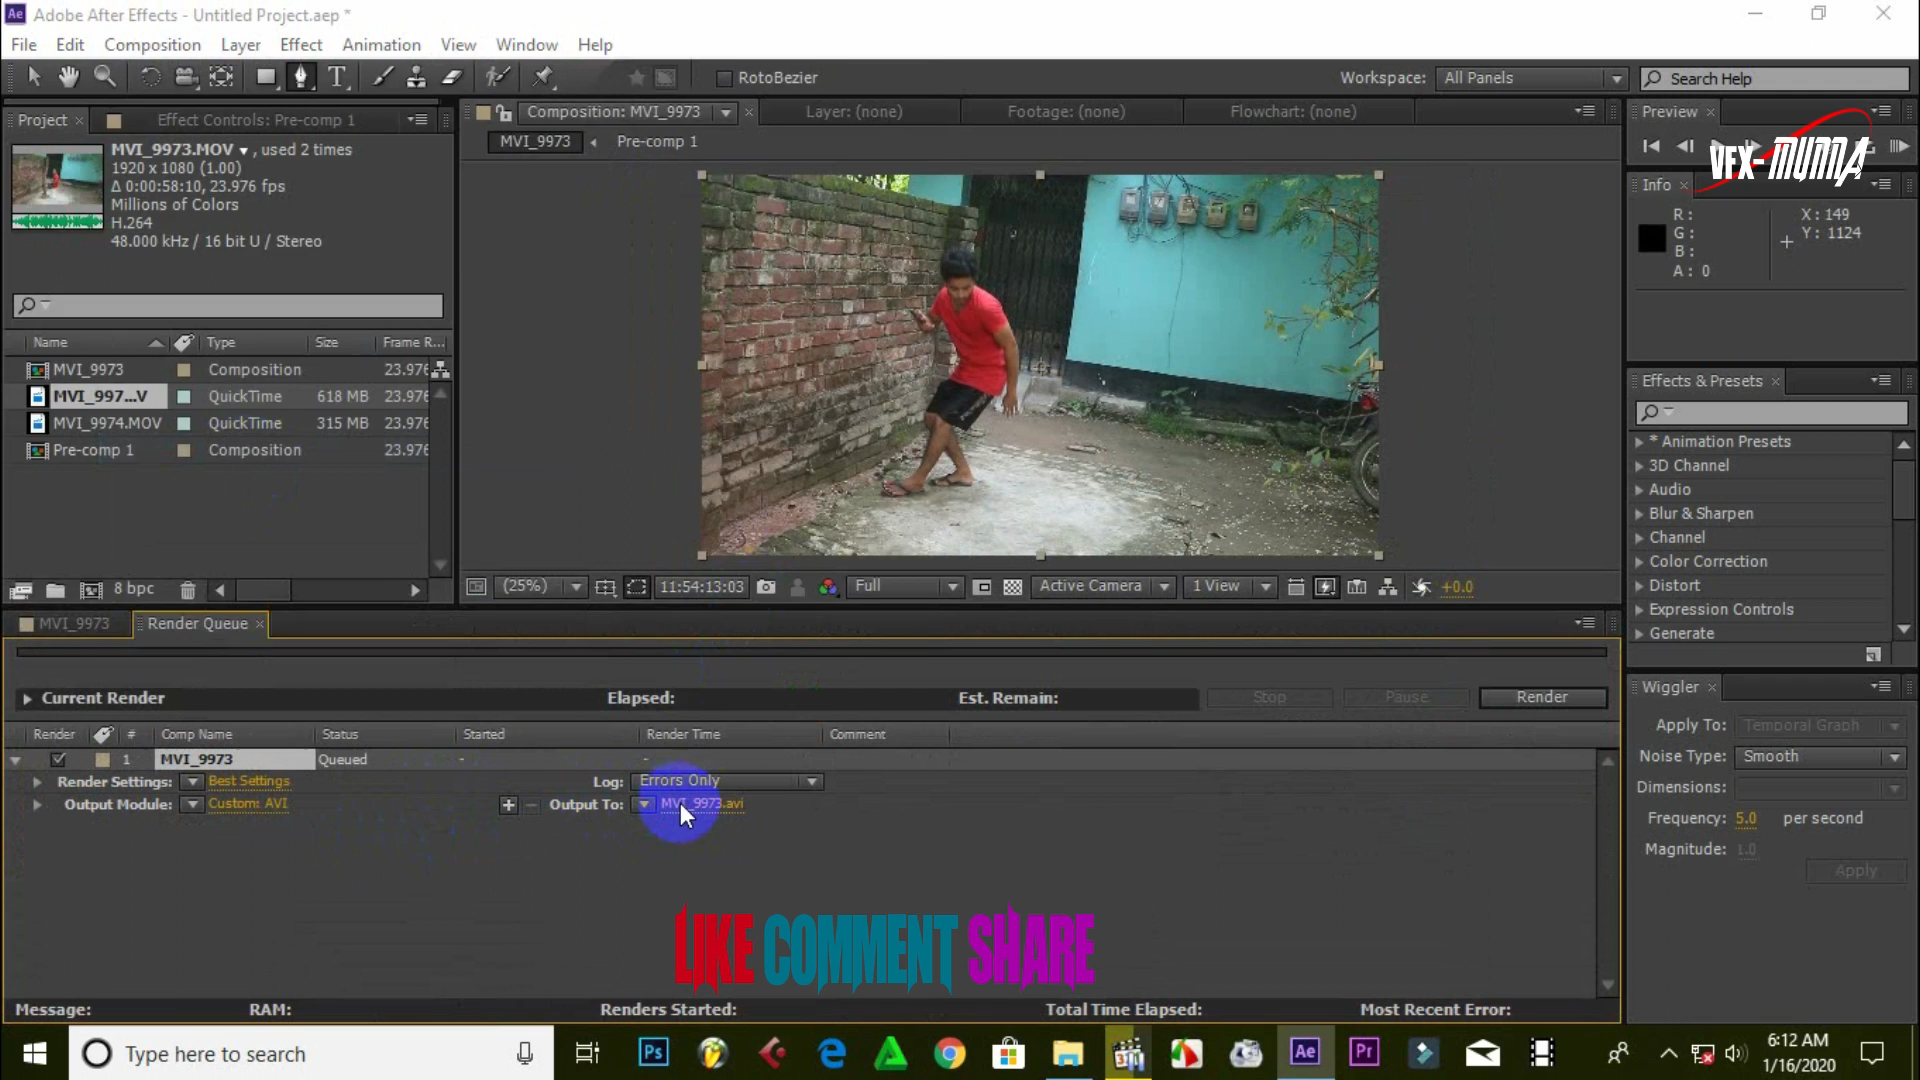 Adobe After Effects - Untitled Project.aep *
File Edit Composition Layer Effect Animation View Window Help
RotoBezier
Workspace: All Panels
Search Help
Project
Effect Controls: Pre-comp 1
MVI_9973.MOV , used 2 times
1920 x 1080 (1.00)
Δ 0:00:58:10, 23.976 fps
Millions of Colors
H.264
48.000 kHz / 16 bit U / Stereo
Name Type Size Frame R...
MVI_9973 Composition 23.976
MVI_997...V QuickTime 618 MB 23.976
MVI_9974.MOV QuickTime 315 MB 23.976
Pre-comp 1 Composition 23.976
8 bpc
Composition: MVI_9973
Layer: (none)
Footage: (none)
Flowchart: (none)
MVI_9973 Pre-comp 1
(25%) 11:54:13:03 Full Active Camera 1 View +0.0
Preview
VFX-MUMA
Info
R: X: 149
G: Y: 1124
B:
A: 0
Effects & Presets
* Animation Presets
3D Channel
Audio
Blur & Sharpen
Channel
Color Correction
Distort
Expression Controls
Generate
Wiggler
Apply To: Temporal Graph
Noise Type: Smooth
Dimensions:
Frequency: 5.0 per second
Magnitude: 1.0
Apply
MVI_9973
Render Queue
Current Render Elapsed: Est. Remain: Stop Pause Render
Render # Comp Name Status Started Render Time Comment
1 MVI_9973 Queued - -
Render Settings: Best Settings Log: Errors Only
Output Module: Custom: AVI Output To: MVI_9973.avi
LIKE COMMENT SHARE
Message: RAM: Renders Started: Total Time Elapsed: Most Recent Error:
Type here to search
Ps
Ae
Pr
6:12 AM
1/16/2020